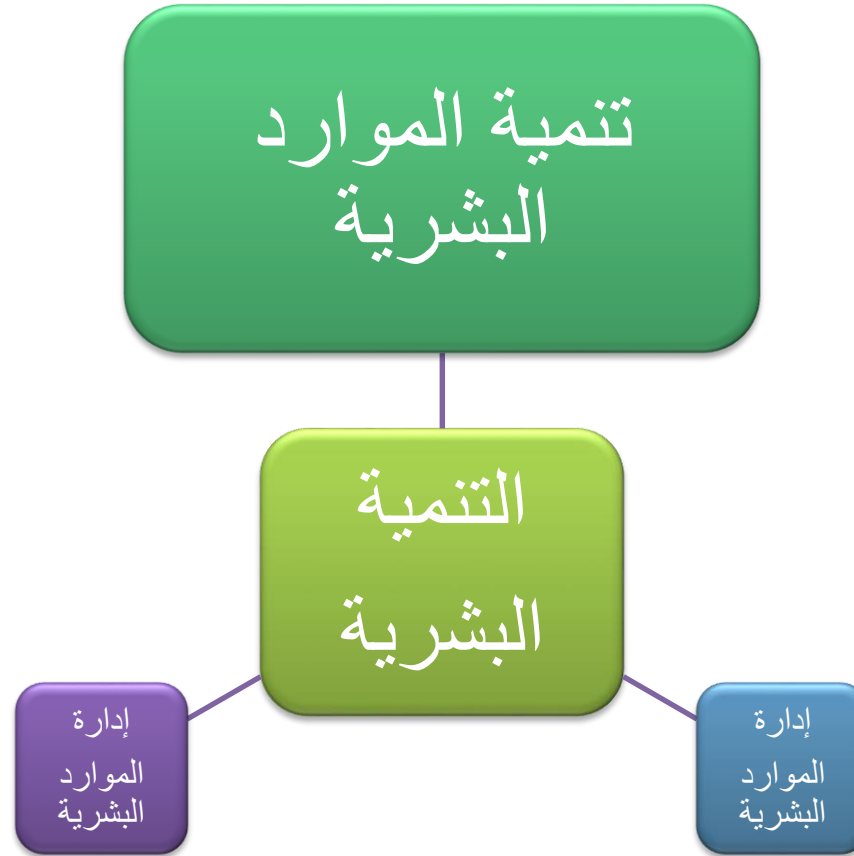 تنمية الموارد
البشرية
التنمية
البشرية
إدارة
الموارد
البشرية
إدارة
الموارد
البشرية